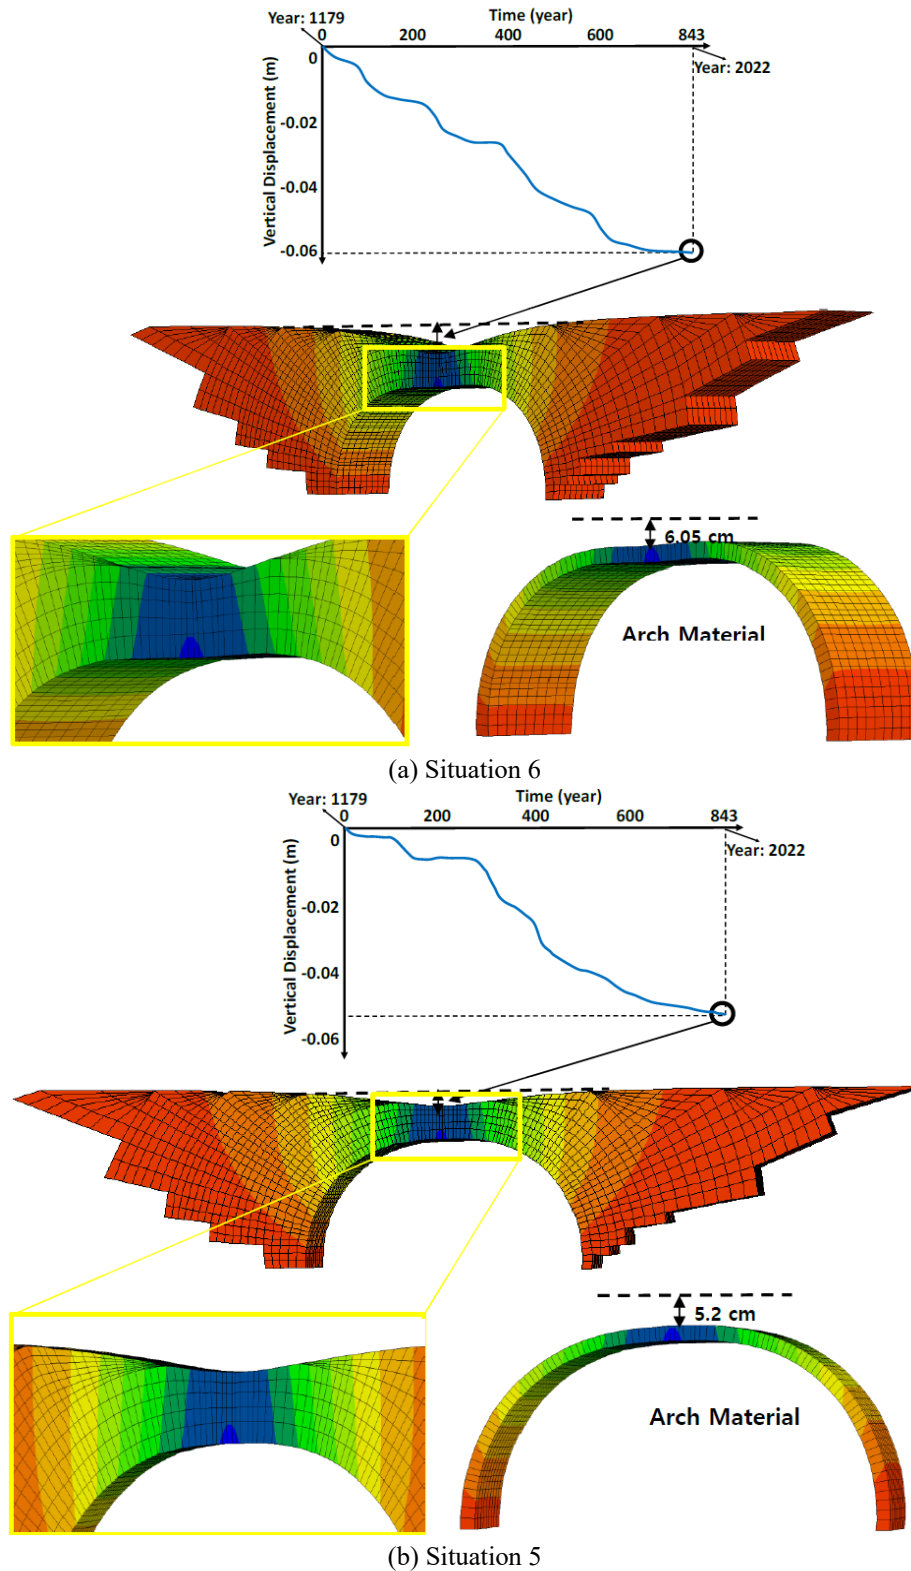 Year: 1179
Time (year)
0 200 400 600 843
Year: 2022
0
-0.02
-0.04
-0.06
Vertical Displacement (m)
6.05 cm
Arch Material
(a) Situation 6
Year: 1179
Time (year)
0 200 400 600 843
Year: 2022
0
-0.02
-0.04
-0.06
Vertical Displacement (m)
5.2 cm
Arch Material
(b) Situation 5